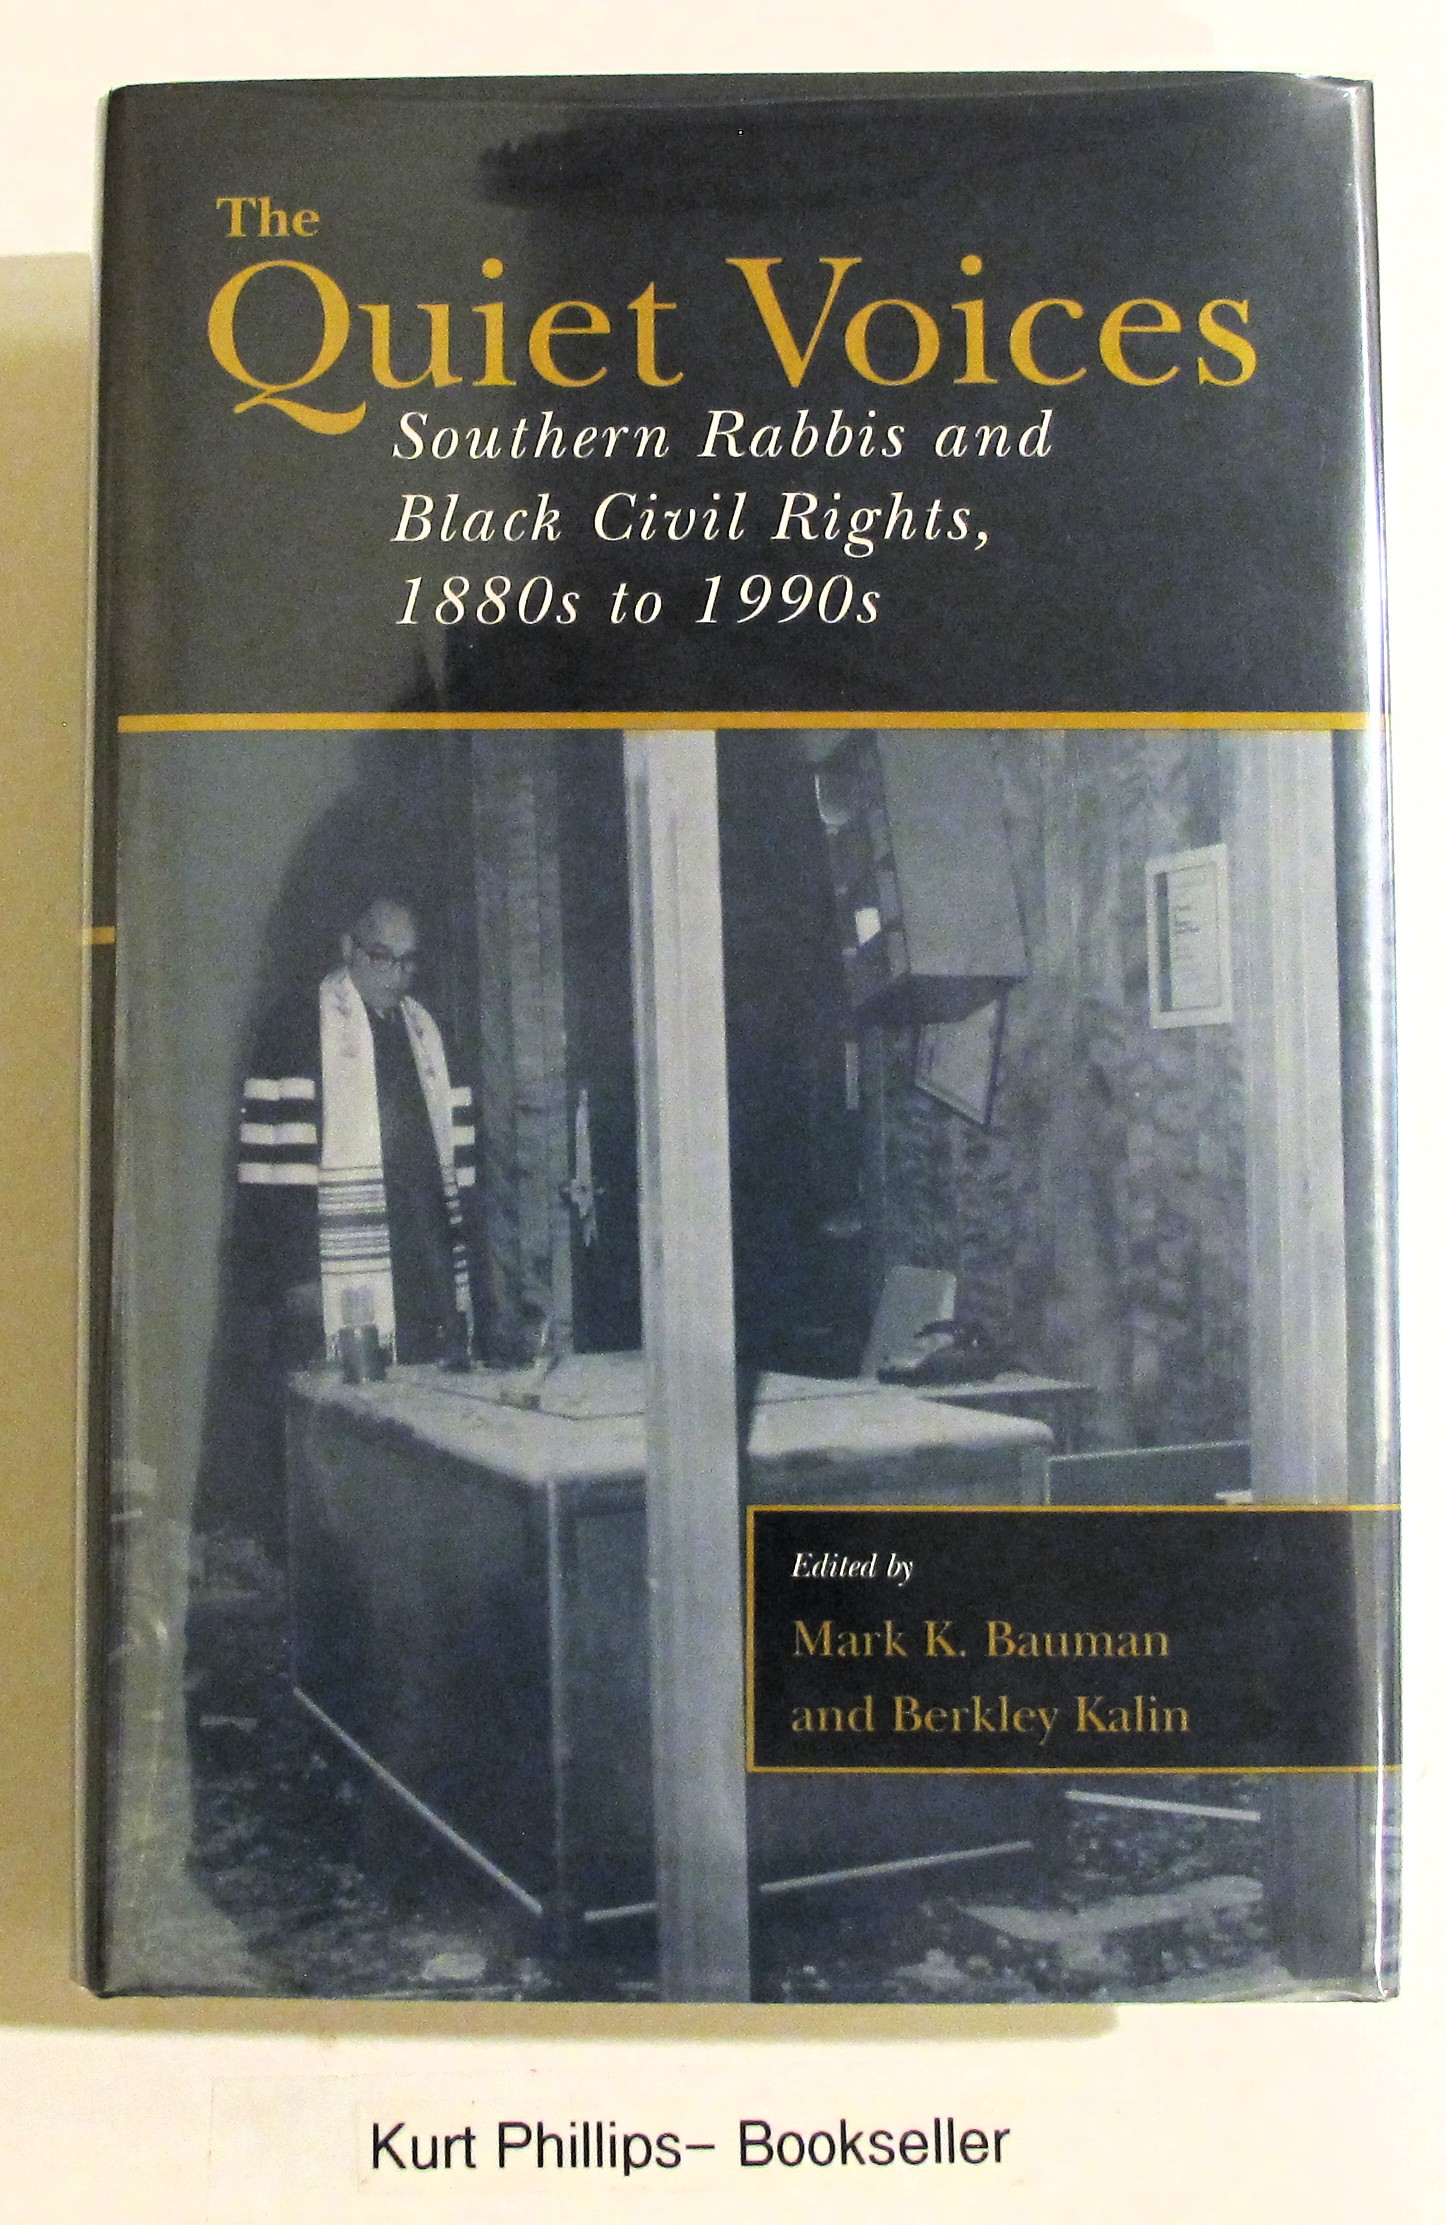 The
Quiet Voices
Southern Rabbis and
Black Civil Rights,
1880s to 1990s
Edited by
Mark K. Bauman
and Berkley Kalin
Kurt Phillips– Bookseller